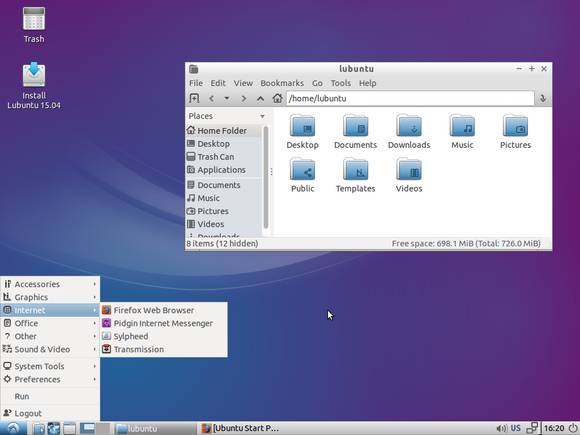 Trash
Install
Lubuntu 15.04
lubuntu
File Edit View Bookmarks Go Tools Help
/home/lubuntu
Places
Home Folder
Desktop
Trash Can
Applications
Documents
Music
Pictures
Videos
Downloads
Desktop Documents Downloads Music Pictures
Public Templates Videos
8 items (12 hidden) Free space: 698.1 MiB (Total: 726.0 MiB)
Accessories
Graphics
Internet
Office
Other
Sound & Video
System Tools
Preferences
Run
Logout
Firefox Web Browser
Pidgin Internet Messenger
Sylpheed
Transmission
lubuntu [Ubuntu Start P... US 16:20